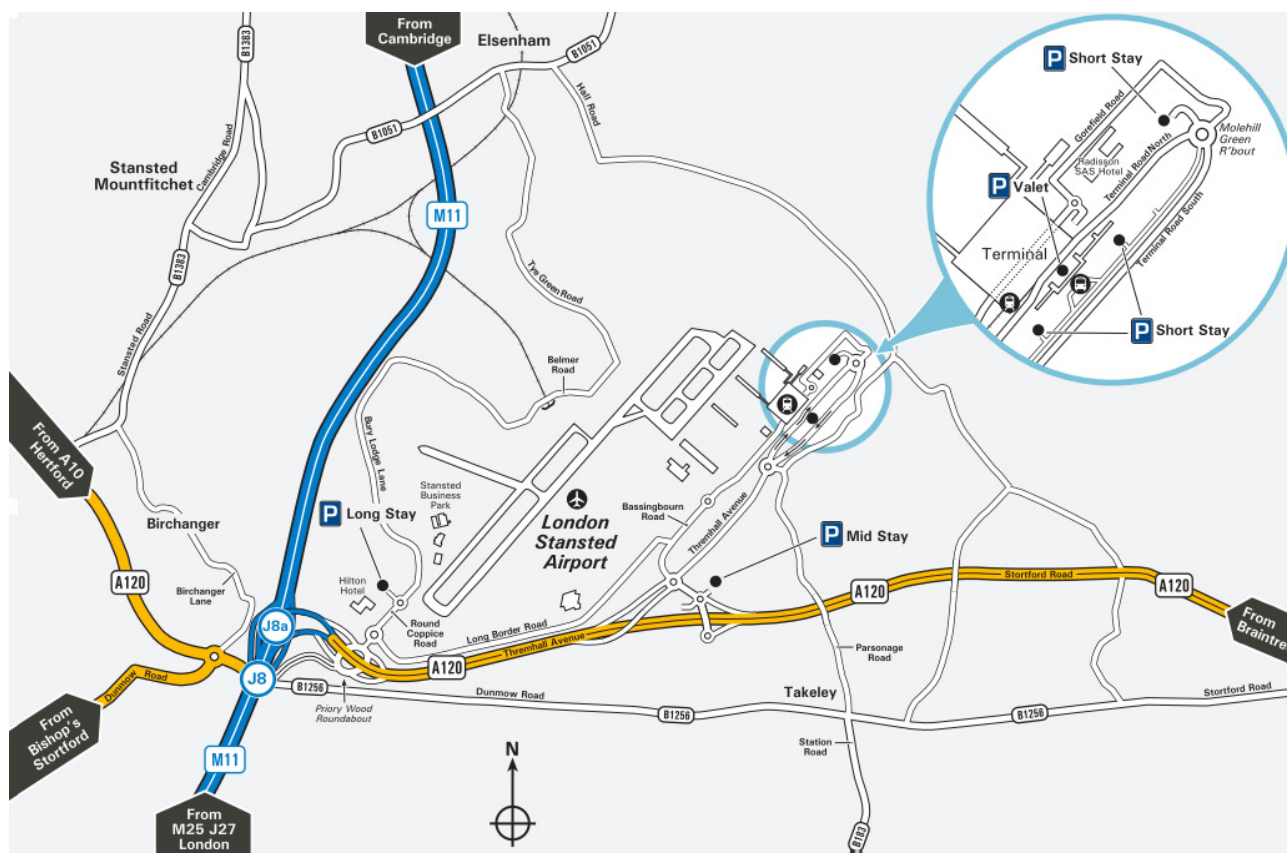 From
Cambridge
Elsenham
B1383
B1051
P Short Stay
Hall Road
Gorefield Road
Molehill
Green
R'bout
B1051
Cambridge Road
Stansted
Mountfitchet
Radisson
SAS Hotel
Terminal Road North
P Valet
M11
Terminal Road South
Terminal
B1383
Tye Green Road
P Short Stay
Stansted Road
Belmer
Road
From A10
Hertford
Bury Lodge Lane
Stansted
Business
Park
P Long Stay
Birchanger
London
Stansted
Airport
Bassingbourn
Road
Thremhall Avenue
P Mid Stay
A120
Birchanger
Lane
Hilton
Hotel
Stortford Road
A120
A120
J8a
Round
Coppice
Road
Long Border Road
From
Braintre
Thremhall Avenue
Parsonage
Road
A120
J8
Dunmow Road
B1256
Dunmow Road
Takeley
Stortford Road
Priory Wood
Roundabout
B1256
B1256
From
Bishop's
Stortford
Station
Road
M11
N
From
M25 J27
London
B183